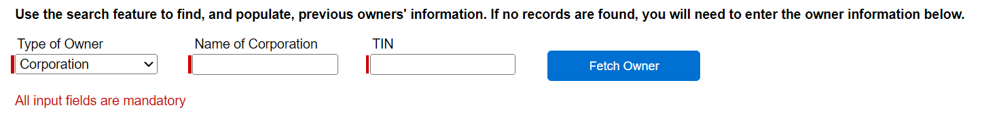 Use the search feature to find, and populate, previous owners' information. If no records are found, you will need to enter the owner information below.
Type of Owner Name of Corporation TIN
Corporation Fetch Owner
All input fields are mandatory